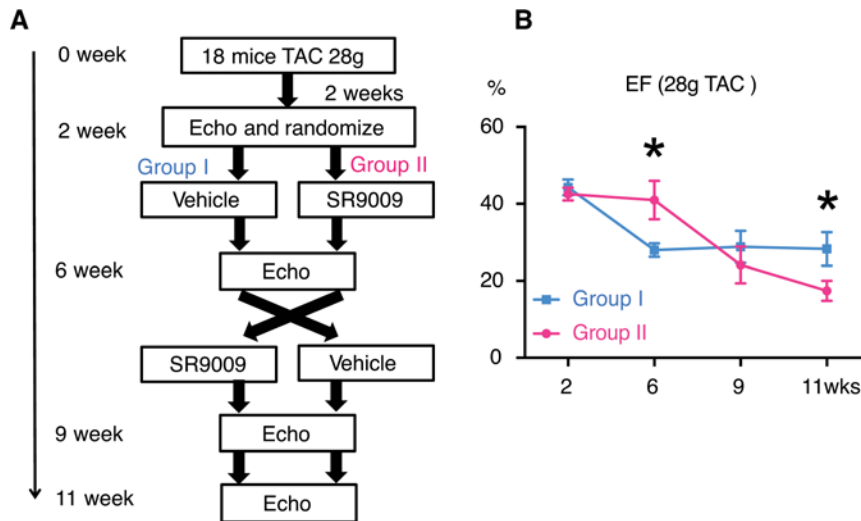 A
0 week
18 mice TAC 28g
2 weeks
2 week
Echo and randomize
Group I
Group II
Vehicle
SR9009
6 week
Echo
SR9009
Vehicle
9 week
Echo
11 week
Echo
B
%
EF (28g TAC )
60
*
40
*
20
Group I
Group II
0
2 6 9 11wks